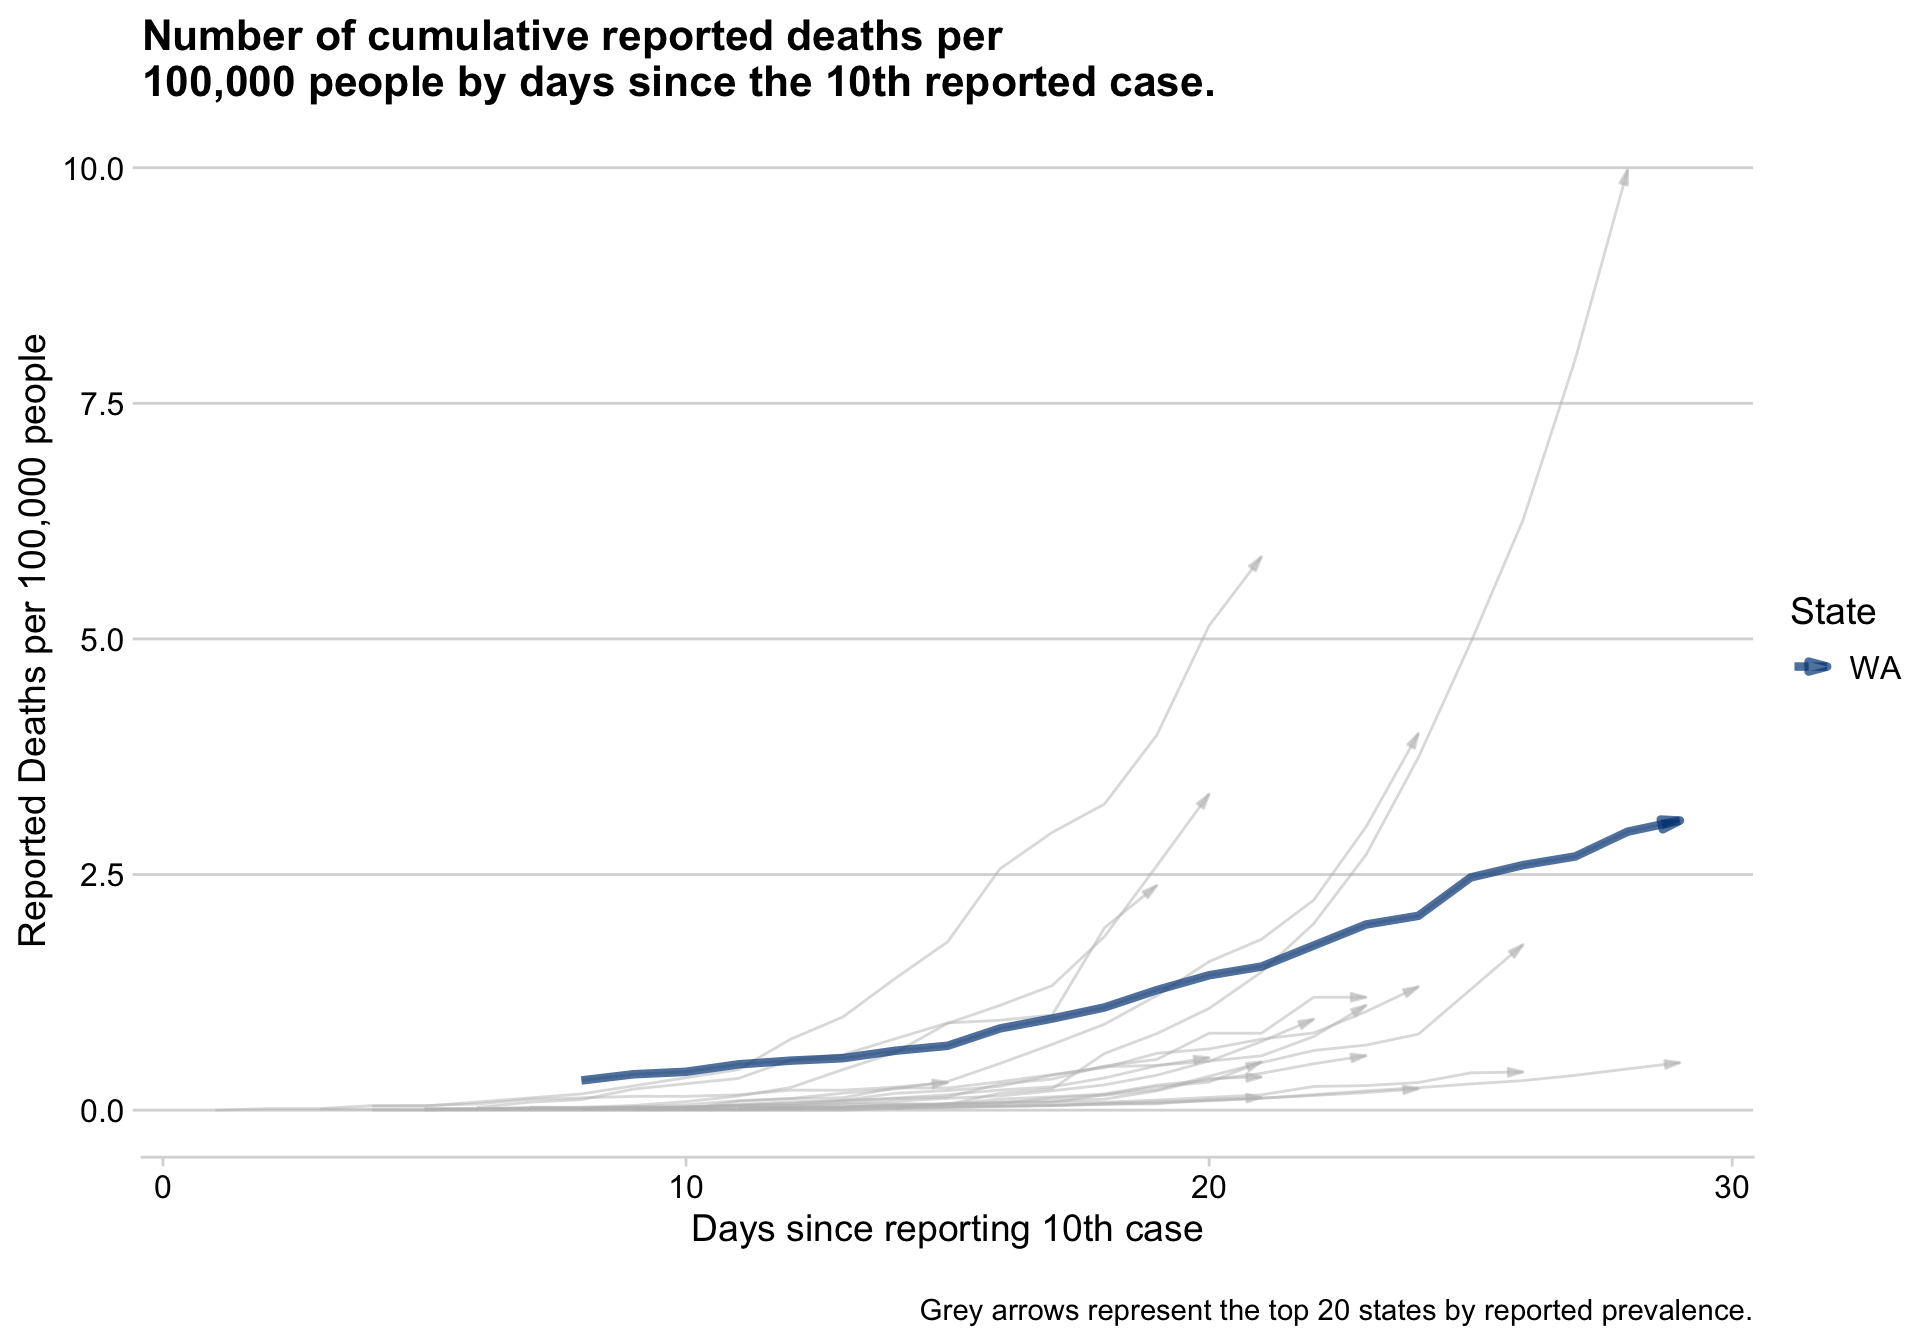 Number of cumulative reported deaths per
100,000 people by days since the 10th reported case.
Reported Deaths per 100,000 people
10.0
7.5
5.0
2.5
0.0
0
10
20
30
Days since reporting 10th case
State
WA
Grey arrows represent the top 20 states by reported prevalence.